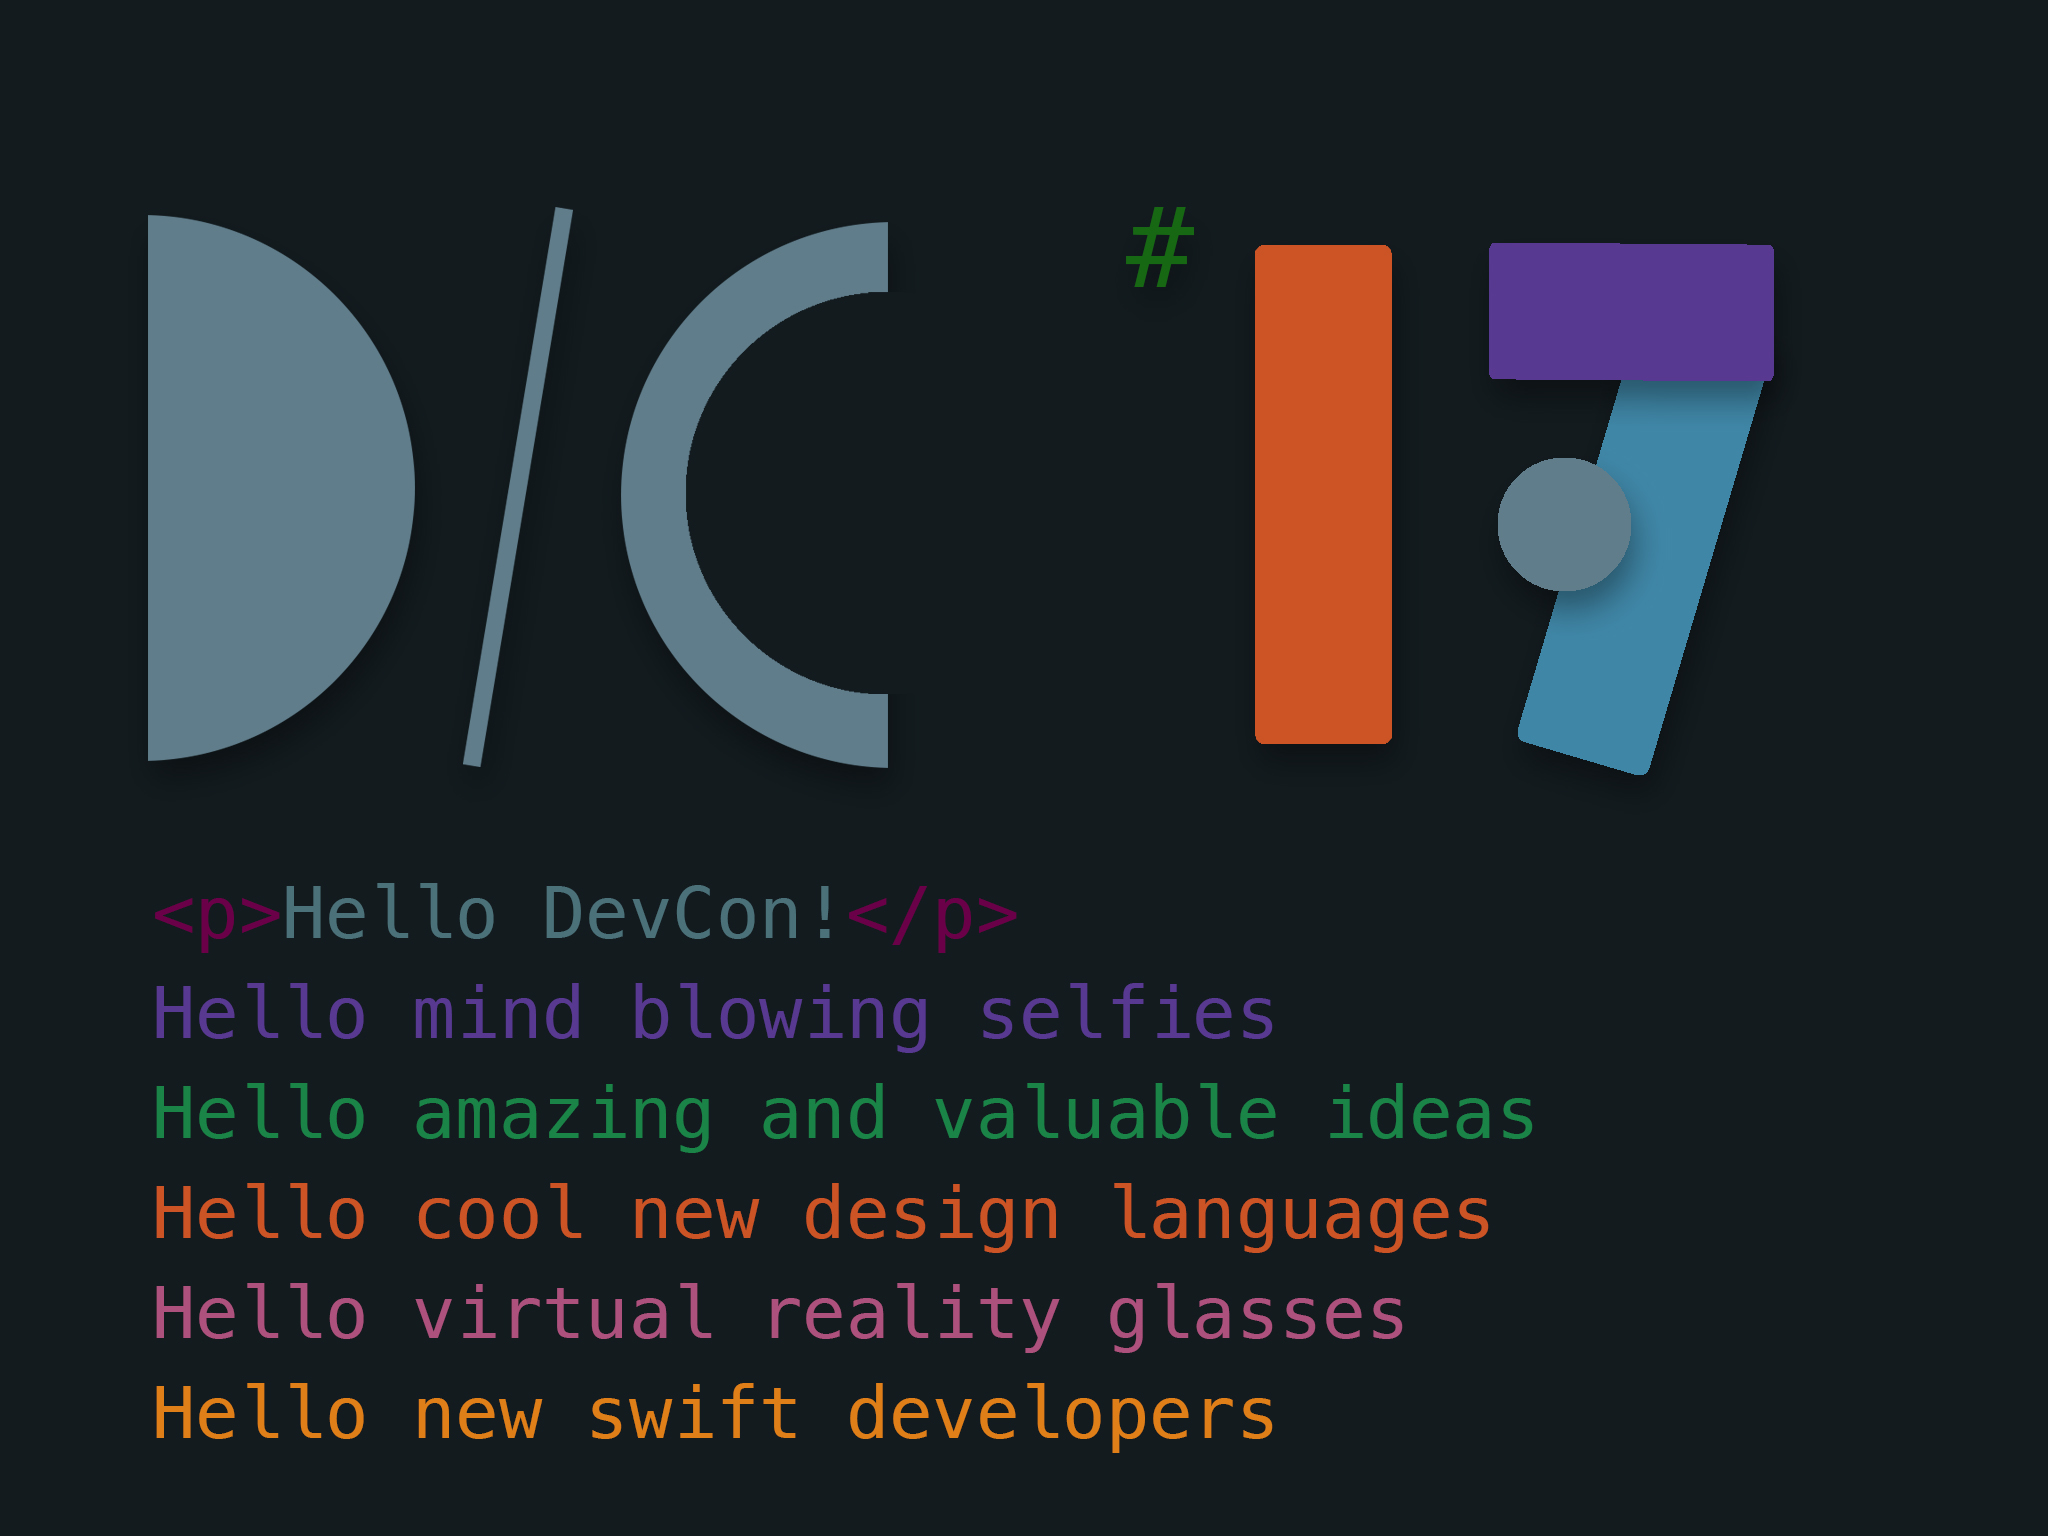 D/C #17
<p>Hello DevCon!</p>
Hello mind blowing selfies
Hello amazing and valuable ideas
Hello cool new design languages
Hello virtual reality glasses
Hello new swift developers